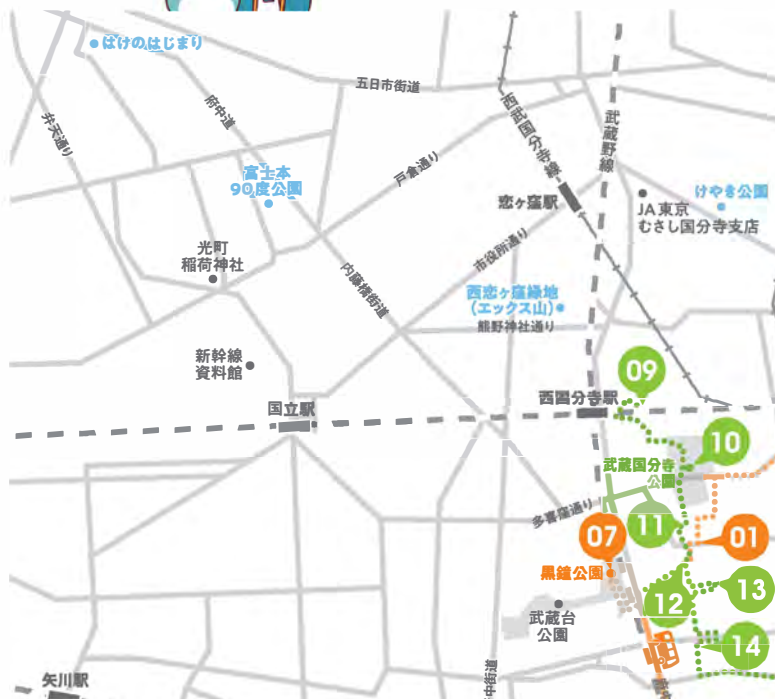 はけのはじまり
五日市街道
府中道
弁天通り
西武国分寺線
武蔵野線
富士本
90度公園
戸倉通り
恋ヶ窪駅
けやき公園
JA東京
むさし国分寺支店
光町
稲荷神社
市役所通り
内藤橋街道
西恋ヶ窪緑地
(エックス山)
熊野神社通り
新幹線
資料館
国立駅
西国分寺駅
09
10
武蔵国分寺
公園
多喜窪通り
11
07
01
黒鐘公園
13
12
武蔵台
公園
14
中街道
矢川駅